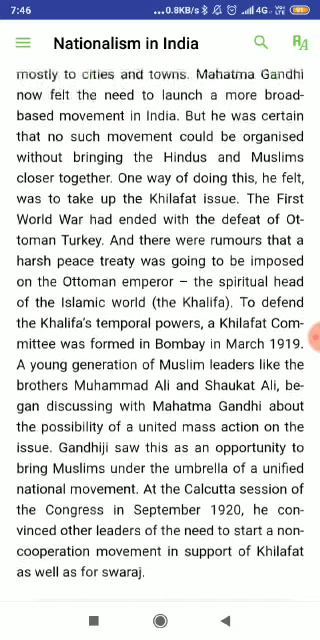 7:46
...0.8KB/s 4G VoLTE
Nationalism in India
mostly to cities and towns. Mahatma Gandhi
now felt the need to launch a more broad-
based movement in India. But he was certain
that no such movement could be organised
without bringing the Hindus and Muslims
closer together. One way of doing this, he felt,
was to take up the Khilafat issue. The First
World War had ended with the defeat of Ot-
toman Turkey. And there were rumours that a
harsh peace treaty was going to be imposed
on the Ottoman emperor – the spiritual head
of the Islamic world (the Khalifa). To defend
the Khalifa's temporal powers, a Khilafat Com-
mittee was formed in Bombay in March 1919.
A young generation of Muslim leaders like the
brothers Muhammad Ali and Shaukat Ali, be-
gan discussing with Mahatma Gandhi about
the possibility of a united mass action on the
issue. Gandhiji saw this as an opportunity to
bring Muslims under the umbrella of a unified
national movement. At the Calcutta session of
the Congress in September 1920, he con-
vinced other leaders of the need to start a non-
cooperation movement in support of Khilafat
as well as for swaraj.